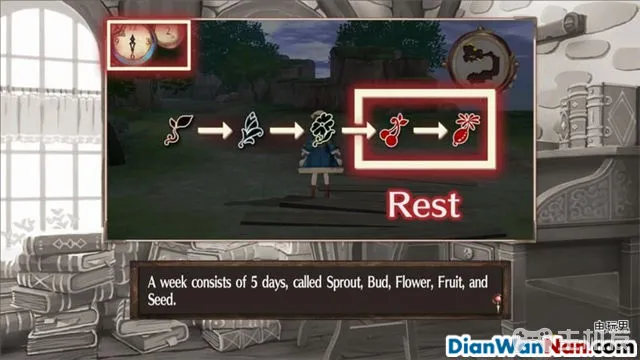 Rest
A week consists of 5 days, called Sprout, Bud, Flower, Fruit, and
Seed.
电玩男
DianWanNan.com